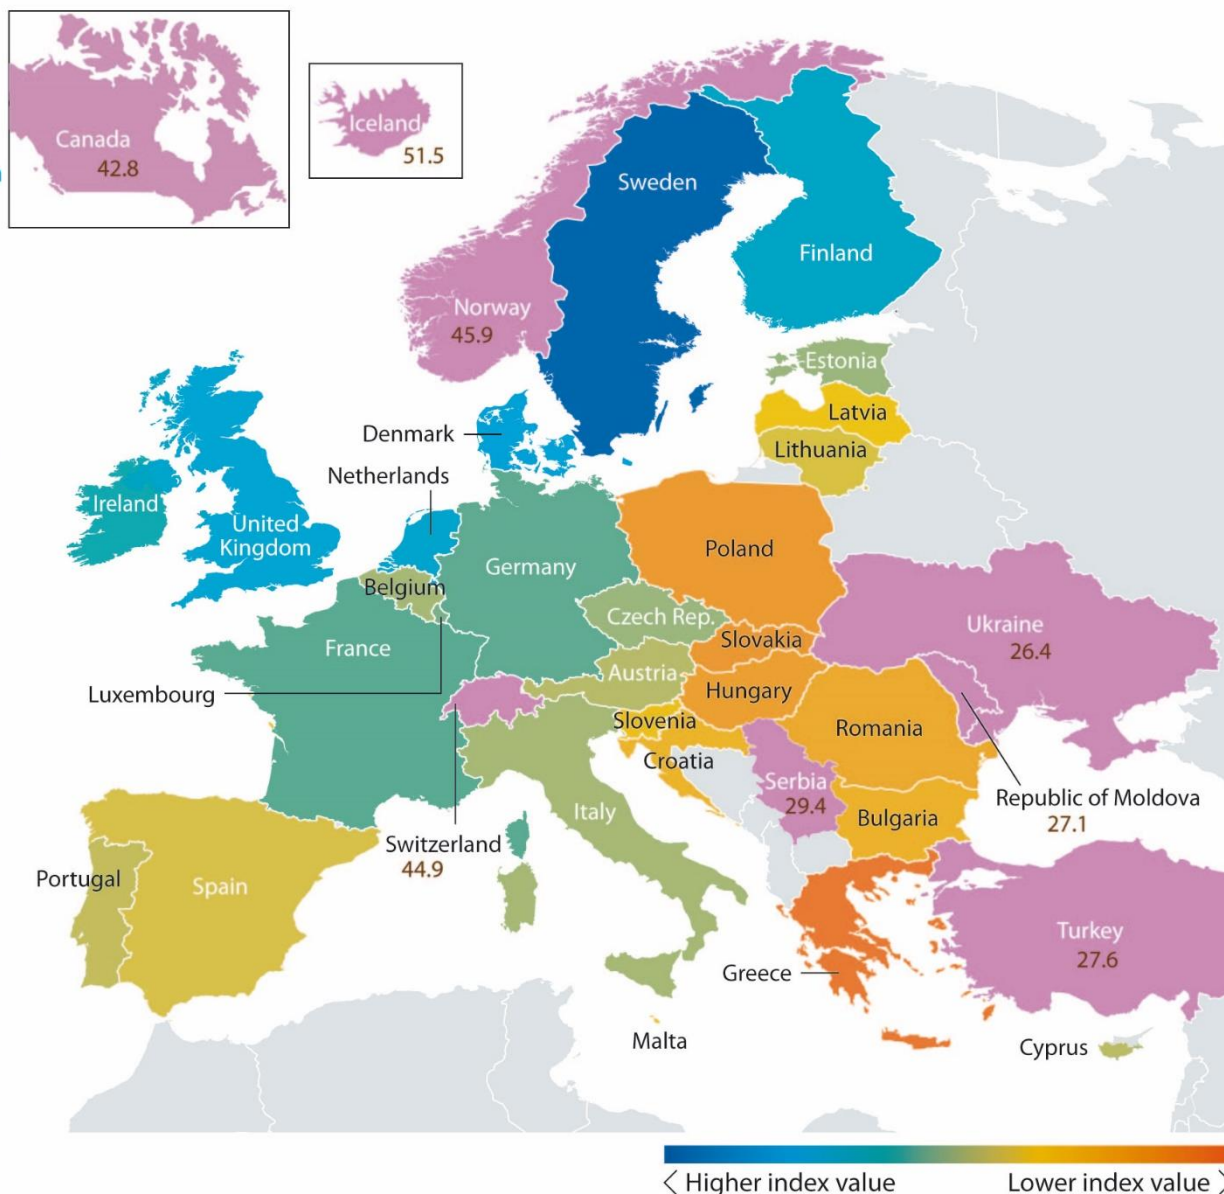 Canada
42.8
Iceland
51.5
Sweden
Finland
Norway
45.9
Estonia
Latvia
Lithuania
Denmark
Netherlands
Ireland
United
Kingdom
Poland
Germany
Belgium
Czech Rep.
Ukraine
26.4
France
Slovakia
Austria
Luxembourg
Hungary
Slovenia
Romania
Croatia
Serbia
29.4
Republic of Moldova
27.1
Italy
Bulgaria
Switzerland
44.9
Portugal
Spain
Turkey
27.6
Greece
Malta
Cyprus
< Higher index value
Lower index value >